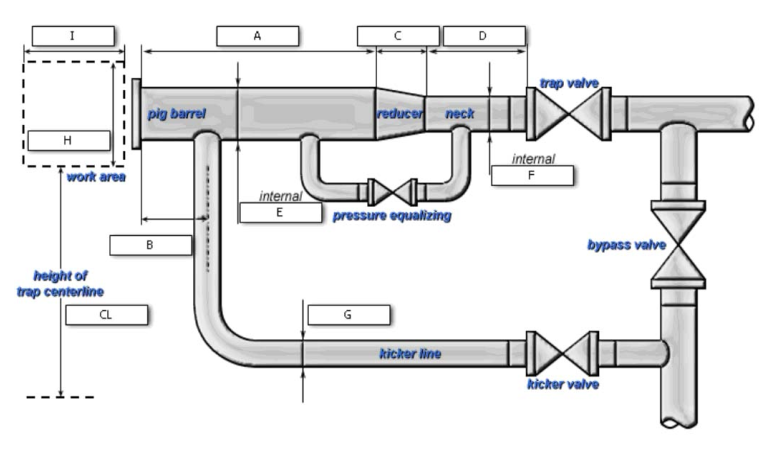 I
A
C
D
trap valve
pig barrel
reducer
neck
H
internal
F
work area
internal
E
pressure equalizing
B
bypass valve
height of
trap centerline
CL
G
kicker line
kicker valve